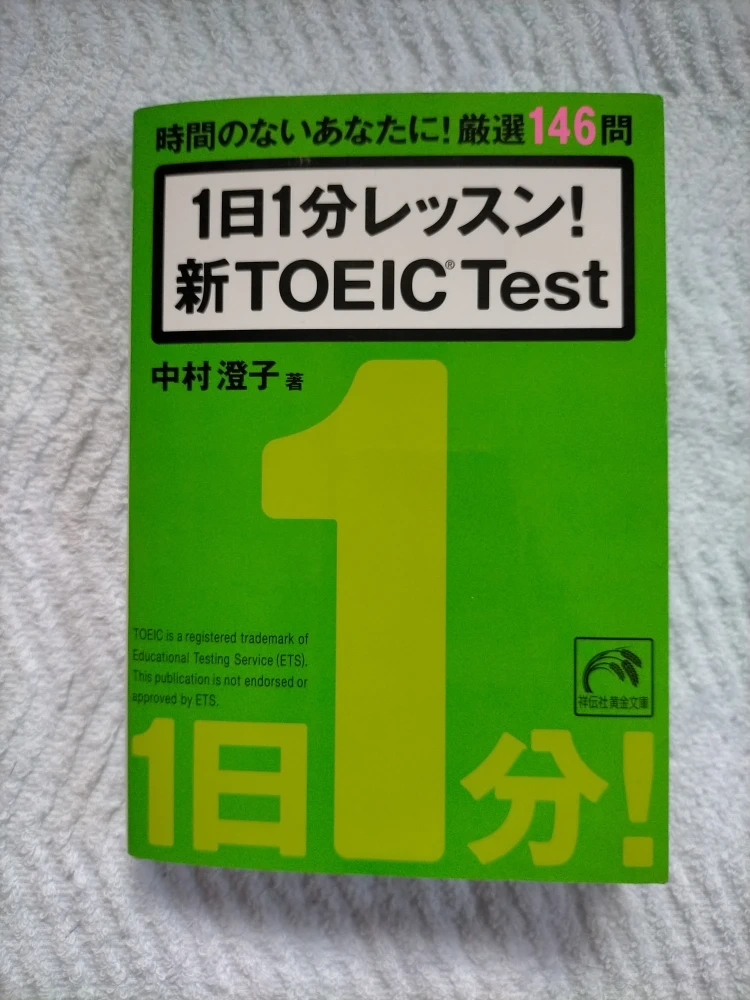 時間のないあなたに!厳選146問
1日1分レッスン!
新TOEIC® Test
中村澄子 著
TOEIC is a registered trademark of
Educational Testing Service (ETS).
This publication is not endorsed or
approved by ETS.
祥伝社黄金文庫
1日1分!